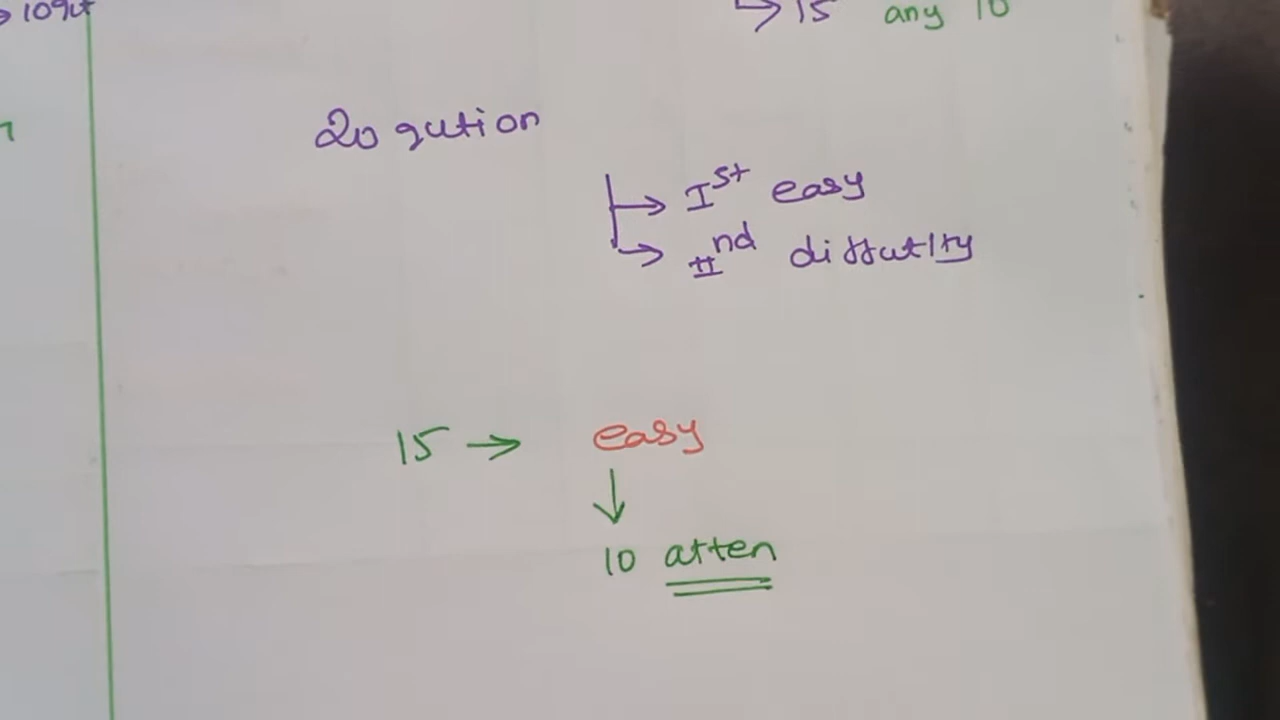 → 15 any 10
20 qution
→ Ist easy
→ IInd diffutlty
15 → easy
↓
10 atten